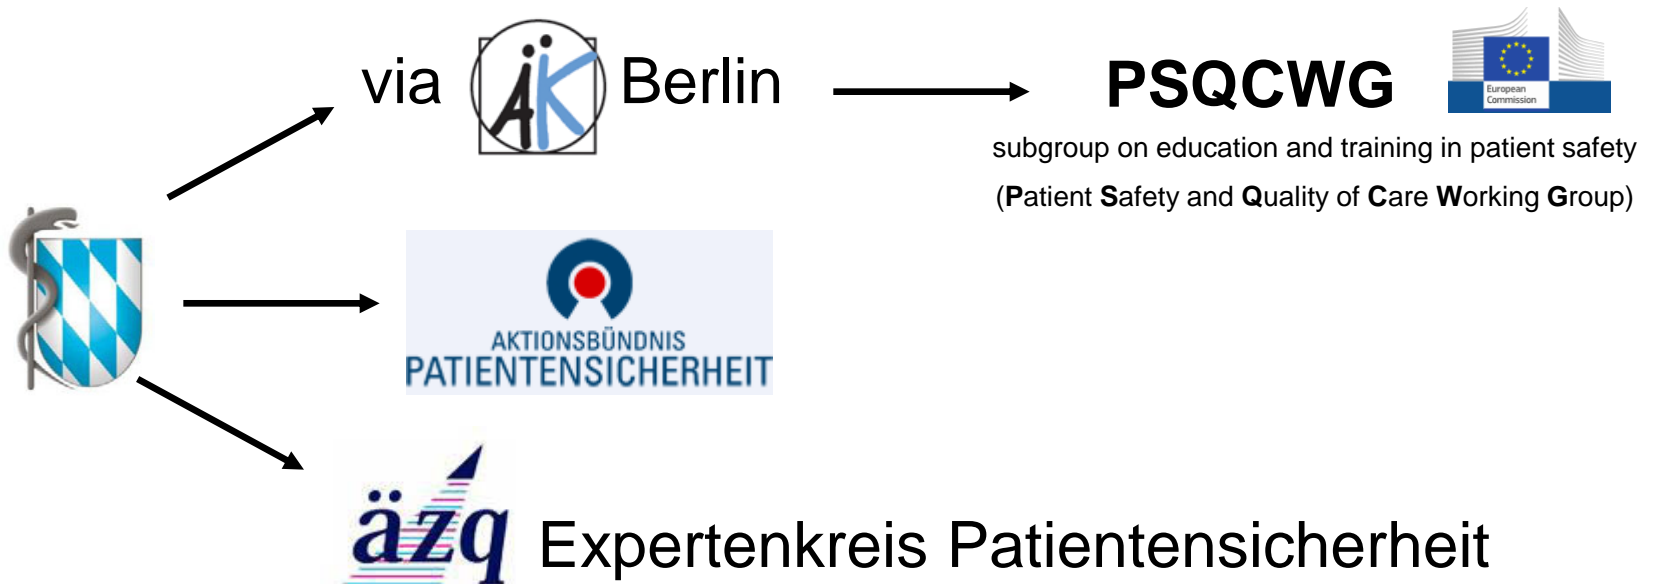 via ÄK Berlin
PSQCWG
European
Commission
subgroup on education and training in patient safety
(Patient Safety and Quality of Care Working Group)
AKTIONSBÜNDNIS
PATIENTENSICHERHEIT
äzq Expertenkreis Patientensicherheit